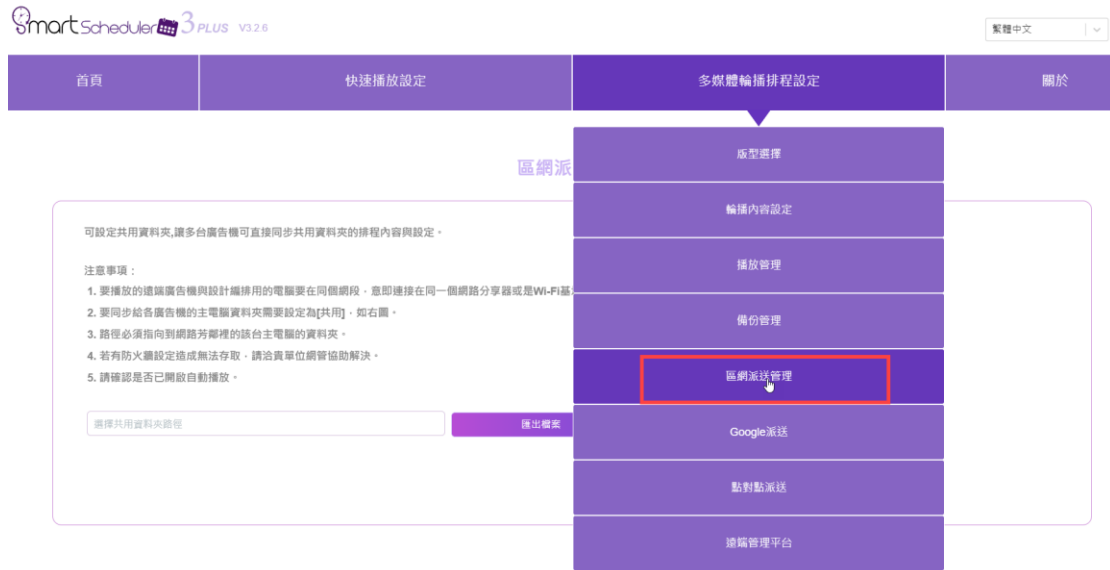 SmartScheduler 3 PLUS V3.2.6
繁體中文
首頁
快速播放設定
多媒體輪播排程設定
關於
版型選擇
輪播內容設定
播放管理
備份管理
區網派送管理
Google派送
點對點派送
遠端管理平台
區網派
可設定共用資料夾,讓多台廣告機可直接同步共用資料夾的排程內容與設定。
注意事項：
1. 要播放的遠端廣告機與設計編排用的電腦要在同個網段、意即連接在同一個網路分享器或是Wi-Fi基
2. 要同步給各廣告機的主電腦資料夾需要設定為[共用]，如右圖。
3. 路徑必須指向到網路芳鄰裡的該台主電腦的資料夾。
4. 若有防火牆設定造成無法存取，請洽貴單位網管協助解決。
5. 請確認是否已開啟自動播放。
選擇共用資料夾路徑
匯出檔案